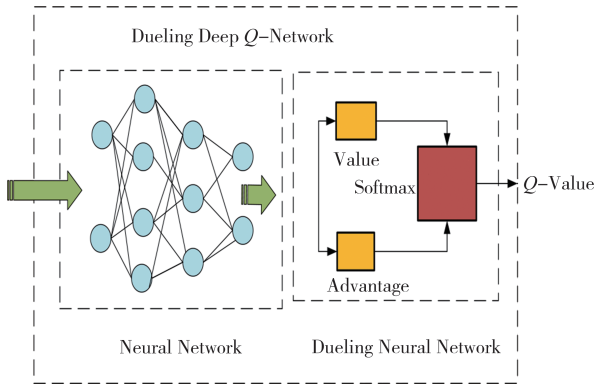 Dueling Deep Q-Network
Value
Softmax
Q-Value
Advantage
Neural Network
Dueling Neural Network